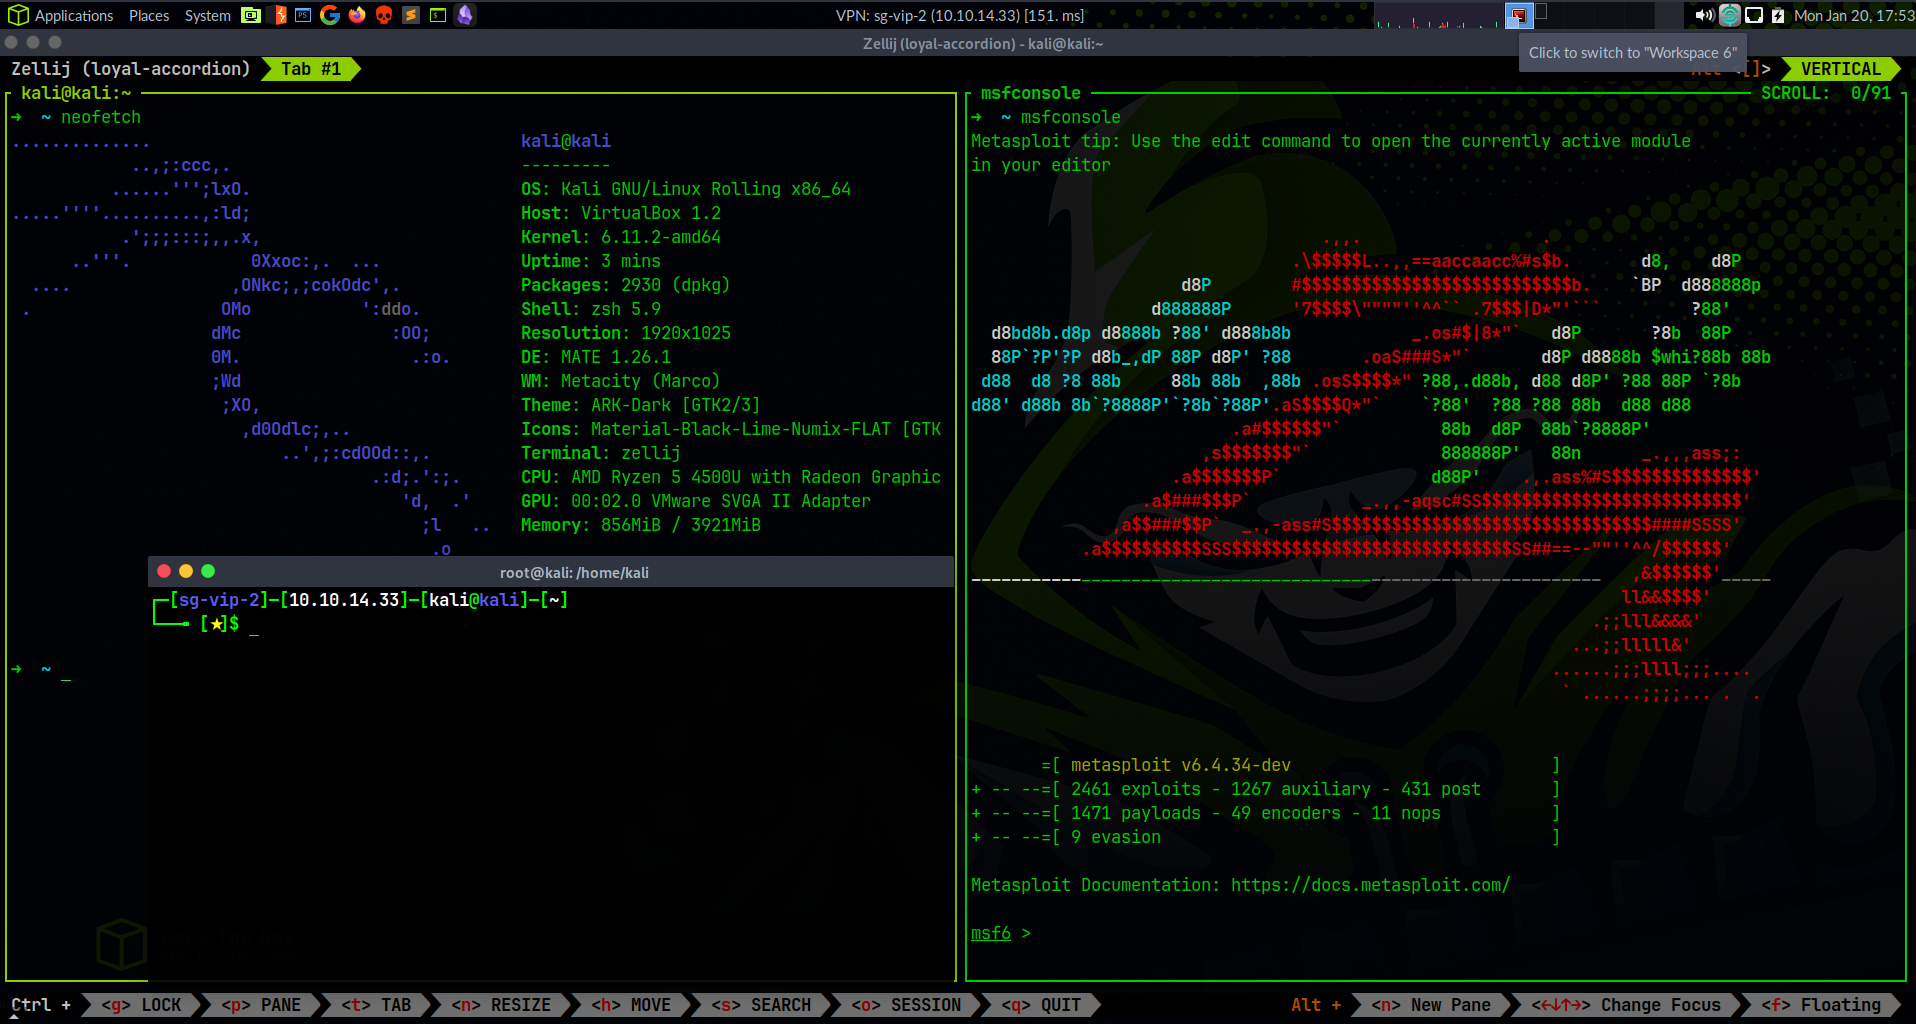 Applications Places System VPN: sg-vip-2 (10.10.14.33) [151. ms] Mon Jan 20, 17:53
Zellij (loyal-accordion) - kali@kali:~
Click to switch to "Workspace 6"
Zellij (loyal-accordion) Tab #1 Alt <[]> VERTICAL
kali@kali:~
➜ ~ neofetch
kali@kali
---------
OS: Kali GNU/Linux Rolling x86_64
Host: VirtualBox 1.2
Kernel: 6.11.2-amd64
Uptime: 3 mins
Packages: 2930 (dpkg)
Shell: zsh 5.9
Resolution: 1920x1025
DE: MATE 1.26.1
WM: Metacity (Marco)
Theme: ARK-Dark [GTK2/3]
Icons: Material-Black-Lime-Numix-FLAT [GTK
Terminal: zellij
CPU: AMD Ryzen 5 4500U with Radeon Graphic
GPU: 00:02.0 VMware SVGA II Adapter
Memory: 856MiB / 3921MiB
➜ ~ _
root@kali: /home/kali
┌─[sg-vip-2]─[10.10.14.33]─[kali@kali]─[~]
└──╼ [★]$ _
msfconsole SCROLL: 0/91
➜ ~ msfconsole
Metasploit tip: Use the edit command to open the currently active module
in your editor
=[ metasploit v6.4.34-dev ]
+ -- --=[ 2461 exploits - 1267 auxiliary - 431 post ]
+ -- --=[ 1471 payloads - 49 encoders - 11 nops ]
+ -- --=[ 9 evasion ]
Metasploit Documentation: https://docs.metasploit.com/
msf6 >
Ctrl + <g> LOCK <p> PANE <t> TAB <n> RESIZE <h> MOVE <s> SEARCH <o> SESSION <q> QUIT Alt + <n> New Pane <←↓↑→> Change Focus <f> Floating